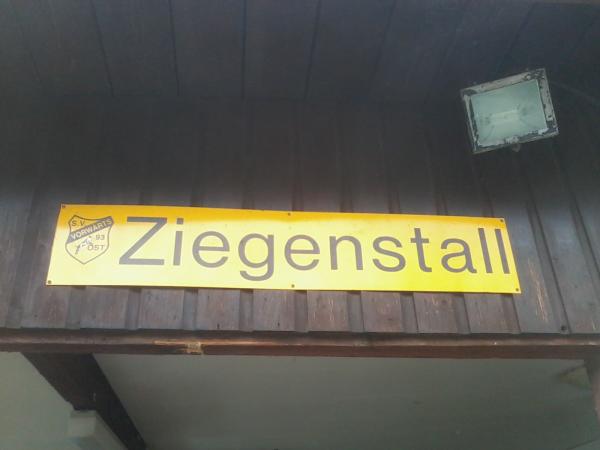 S.V.
VORWÄRTS
93
OST
Ziegenstall